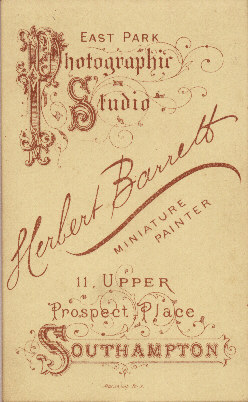 East Park
Photographic
Studio
Herbert Barrett
Miniature
Painter
11, Upper
Prospect Place
Southampton